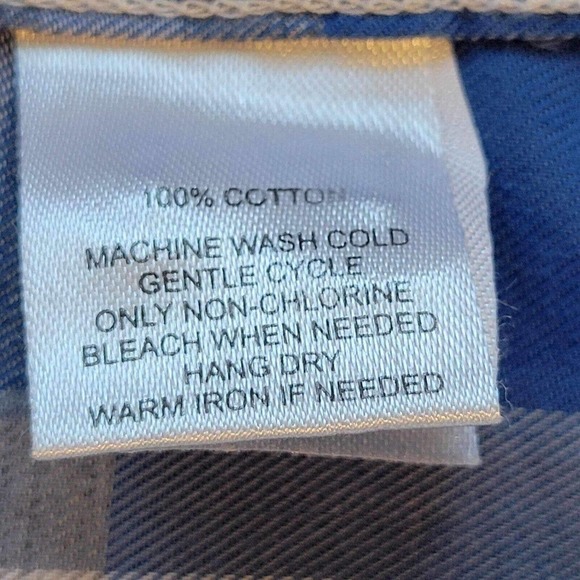 100% COTTON
MACHINE WASH COLD
GENTLE CYCLE
ONLY NON-CHLORINE
BLEACH WHEN NEEDED
HANG DRY
WARM IRON IF NEEDED